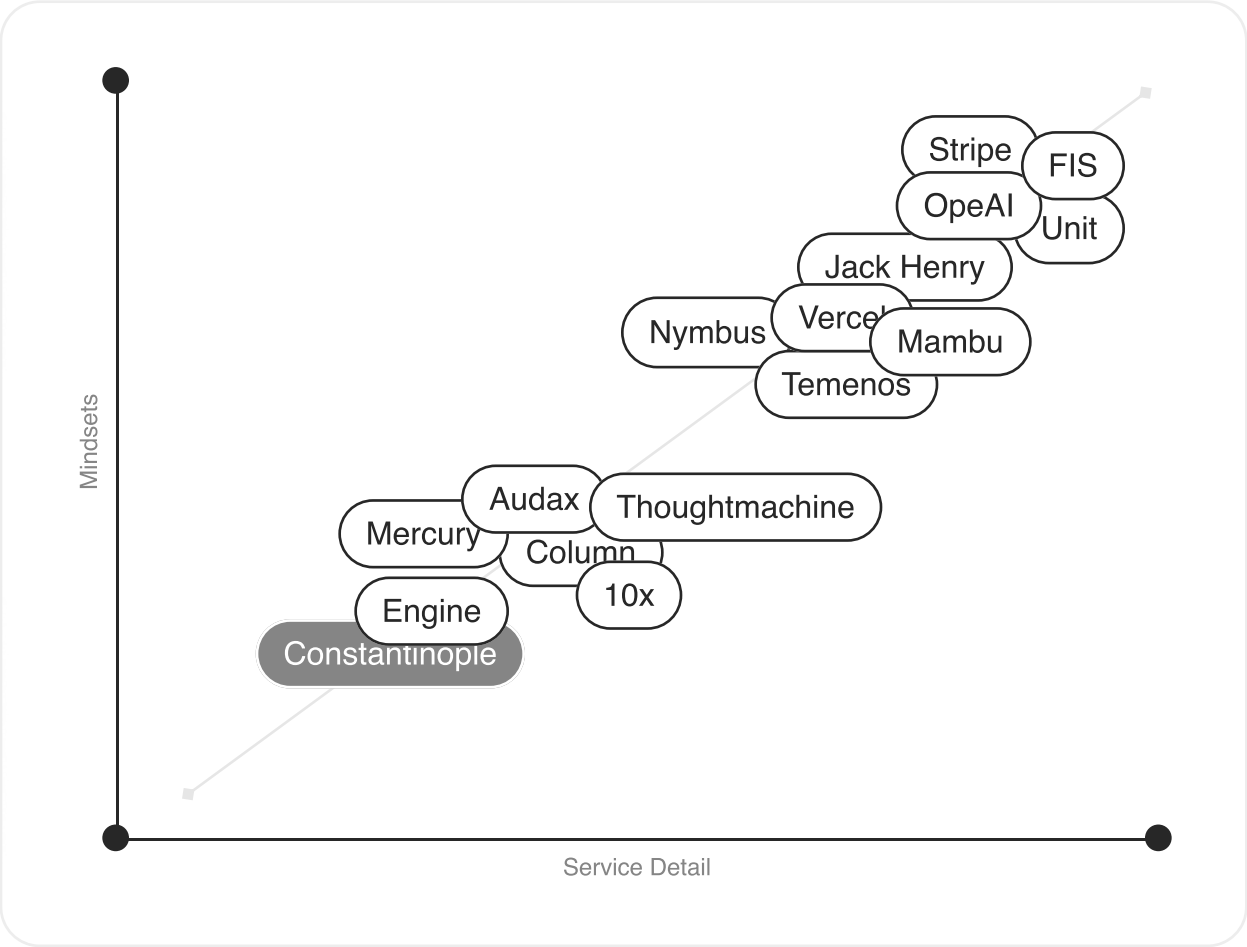 Stripe
FIS
OpeAI
Unit
Jack Henry
Vercel
Nymbus
Mambu
Temenos
Mindsets
Audax
Thoughtmachine
Mercury
Column
10x
Engine
Constantinople
Service Detail